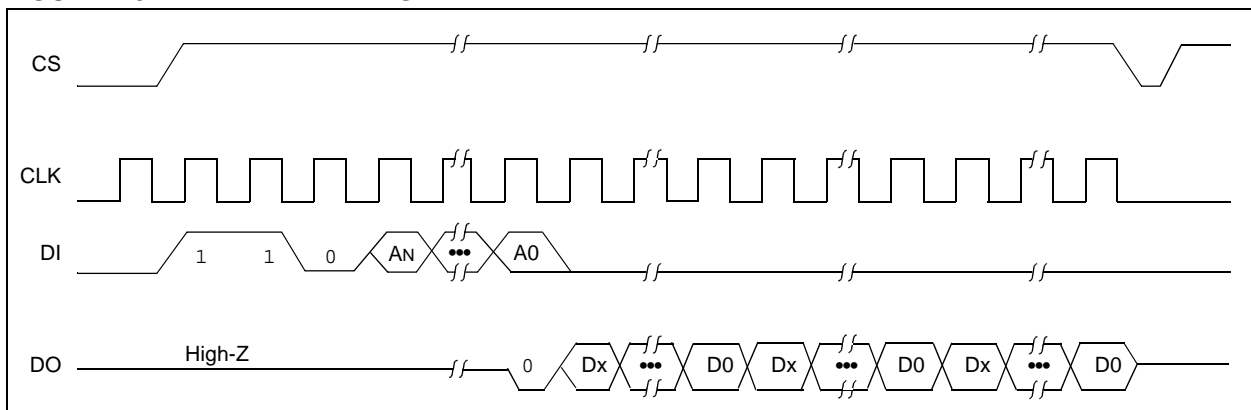 CS
CLK
DI 1 1 0 AN ••• A0
High-Z
DO 0 Dx ••• D0 Dx ••• D0 Dx ••• D0